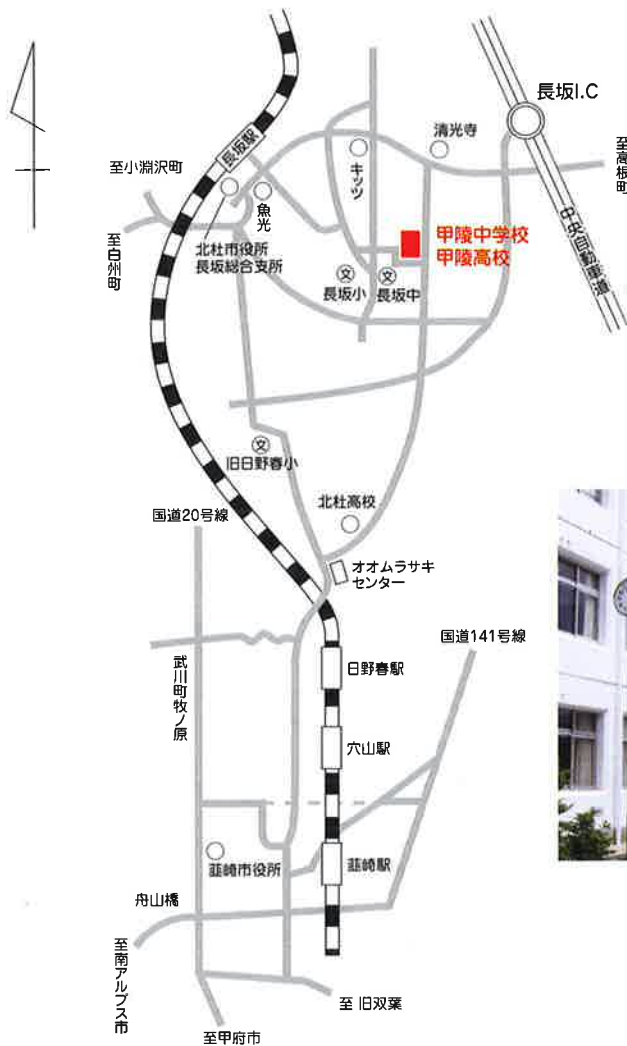 長坂I.C
清光寺
至高根町
長坂駅
キッツ
至小淵沢町
魚光
中央自動車道
至白州町
北杜市役所
長坂総合支所
甲陵中学校
甲陵高校
文
長坂小
文
長坂中
文
旧日野春小
北杜高校
国道20号線
オオムラサキ
センター
国道141号線
武川町牧ノ原
日野春駅
穴山駅
韮崎市役所
韮崎駅
舟山橋
至南アルプス市
至 旧双葉
至甲府市